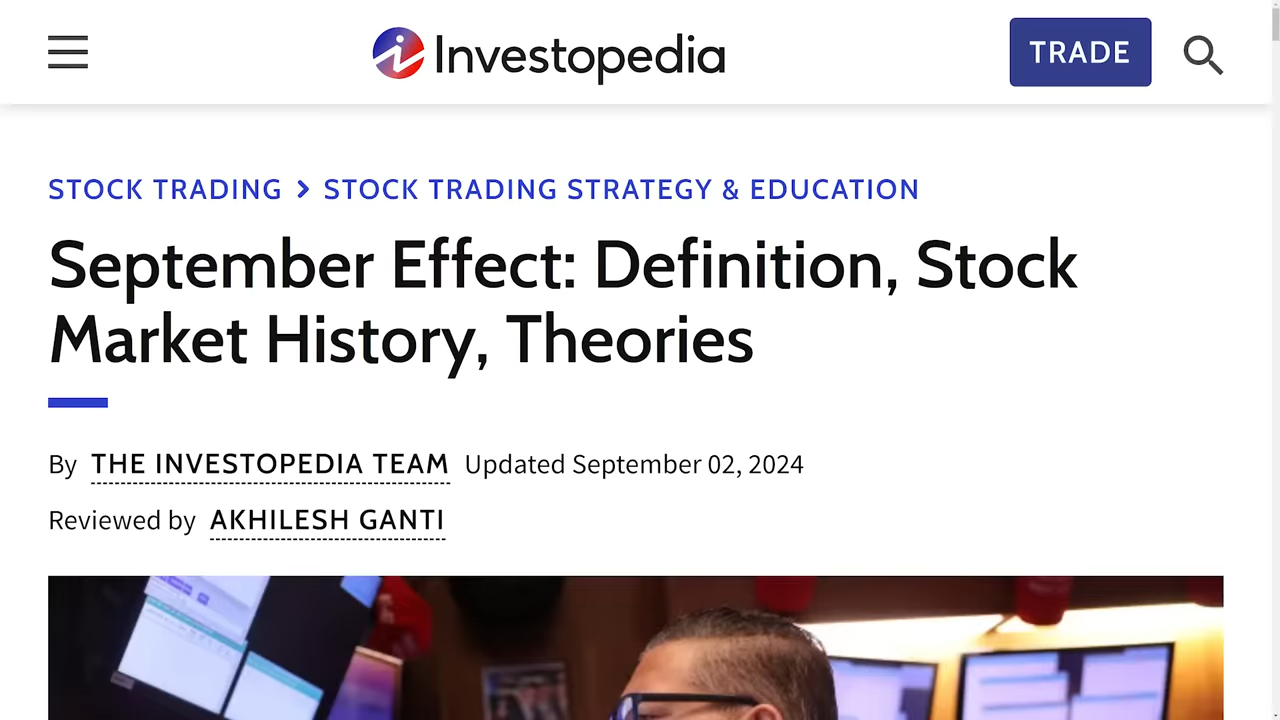 Investopedia
TRADE
STOCK TRADING > STOCK TRADING STRATEGY & EDUCATION
September Effect: Definition, Stock
Market History, Theories
By THE INVESTOPEDIA TEAM Updated September 02, 2024
Reviewed by AKHILESH GANTI